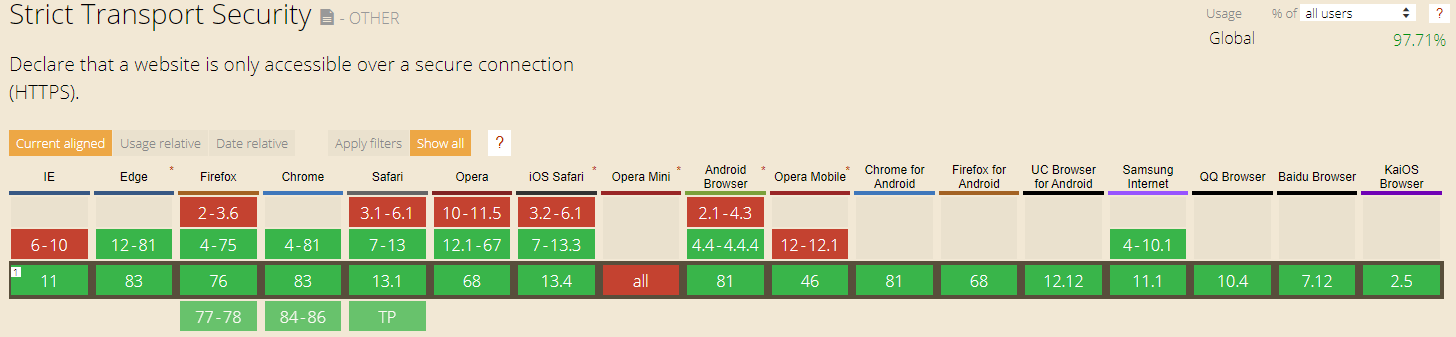 Strict Transport Security - OTHER
Usage % of all users ?
Global 97.71%
Declare that a website is only accessible over a secure connection
(HTTPS).
Current aligned Usage relative Date relative Apply filters Show all ?
IE Edge * Firefox Chrome Safari Opera iOS Safari * Opera Mini * Android Browser * Opera Mobile * Chrome for Android Firefox for Android UC Browser for Android Samsung Internet QQ Browser Baidu Browser KaiOS Browser
2-3.6 3.1-6.1 10-11.5 3.2-6.1 2.1-4.3
6-10 12-81 4-75 4-81 7-13 12.1-67 7-13.3 4.4-4.4.4 12-12.1 4-10.1
1 11 83 76 83 13.1 68 13.4 all 81 46 81 68 12.12 11.1 10.4 7.12 2.5
77-78 84-86 TP